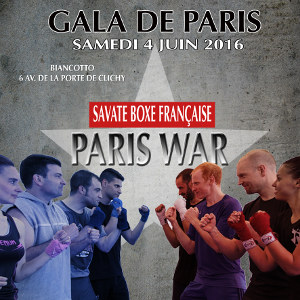 GALA DE PARIS
SAMEDI 4 JUIN 2016
BIANCOTTO
6 AV. DE LA PORTE DE CLICHY
SAVATE BOXE FRANÇAISE
PARIS WAR